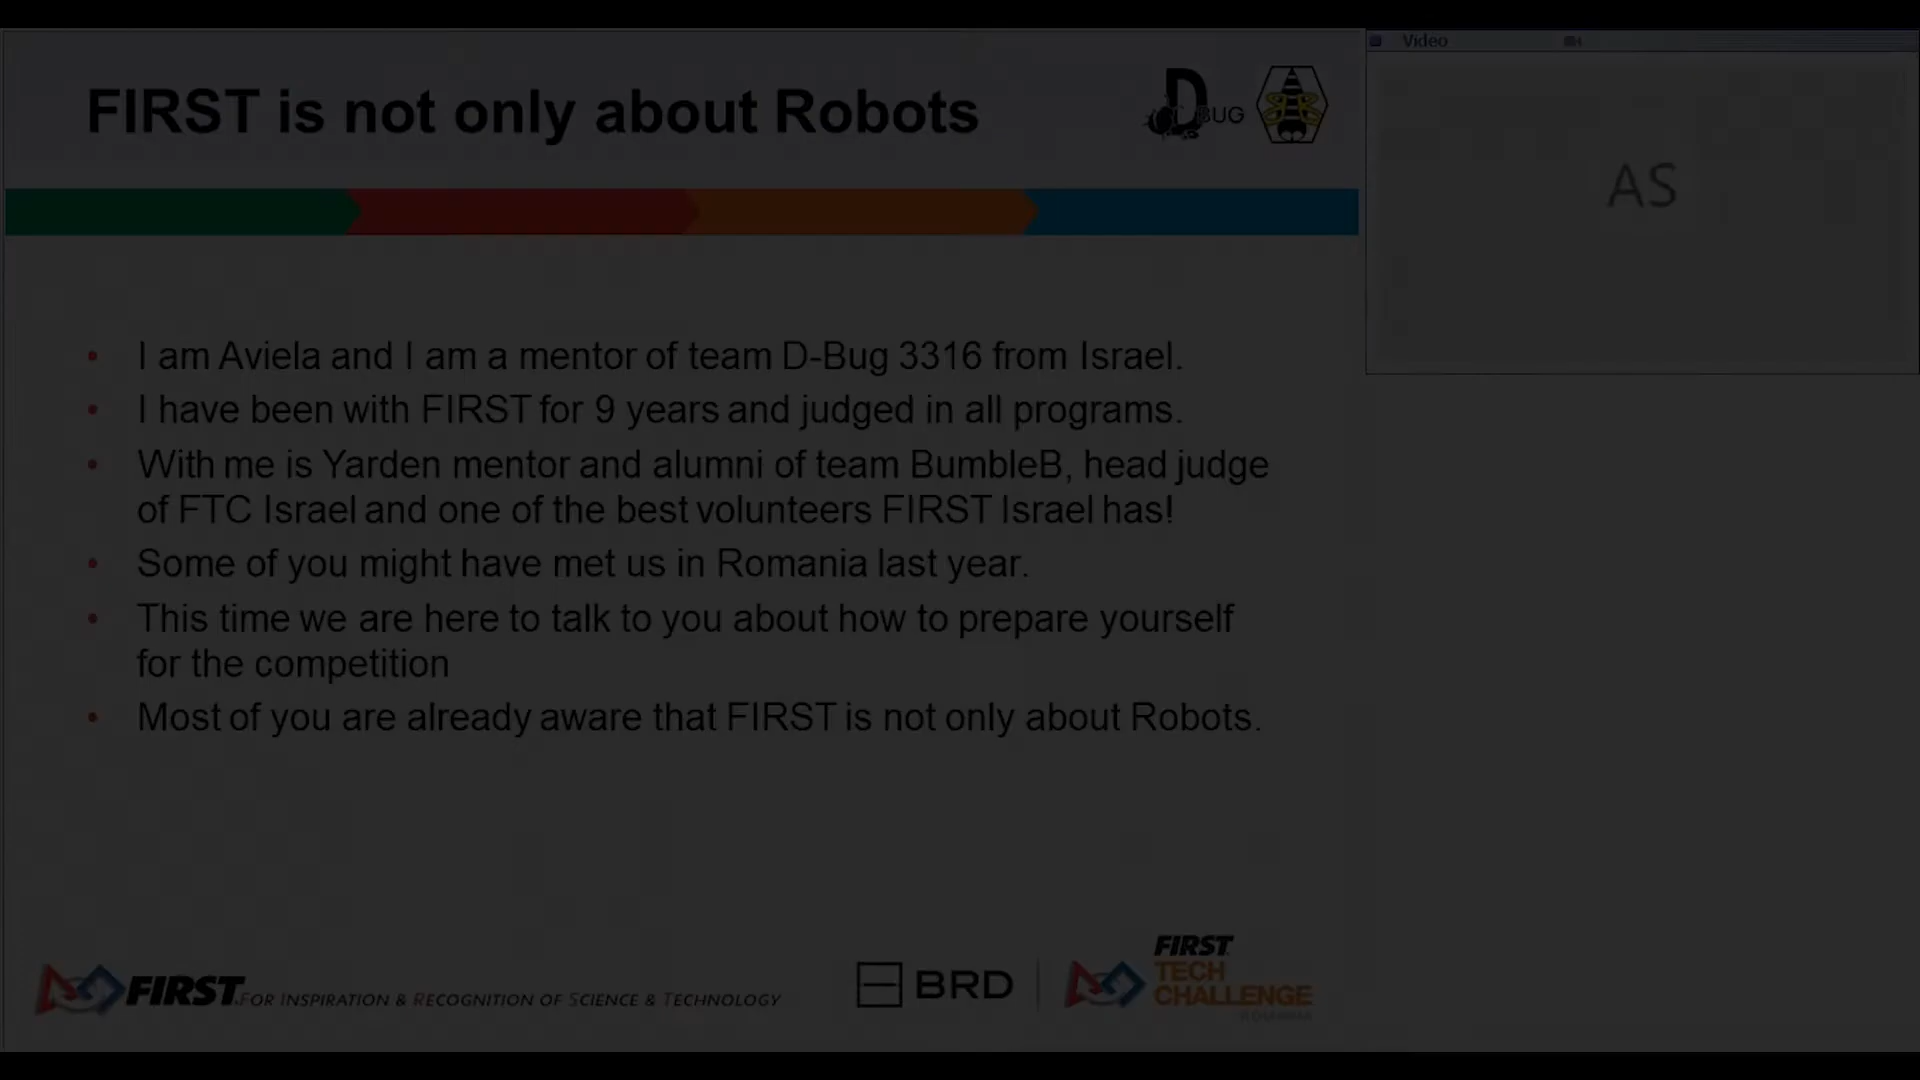 FIRST is not only about Robots
D
D-BUG
Video
AS
• I am Aviela and I am a mentor of team D-Bug 3316 from Israel.
• I have been with FIRST for 9 years and judged in all programs.
• With me is Yarden mentor and alumni of team BumbleB, head judge
of FTC Israel and one of the best volunteers FIRST Israel has!
• Some of you might have met us in Romania last year.
• This time we are here to talk to you about how to prepare yourself
for the competition
• Most of you are already aware that FIRST is not only about Robots.
FIRST FOR INSPIRATION & RECOGNITION OF SCIENCE & TECHNOLOGY
BRD
FIRST
TECH
CHALLENGE